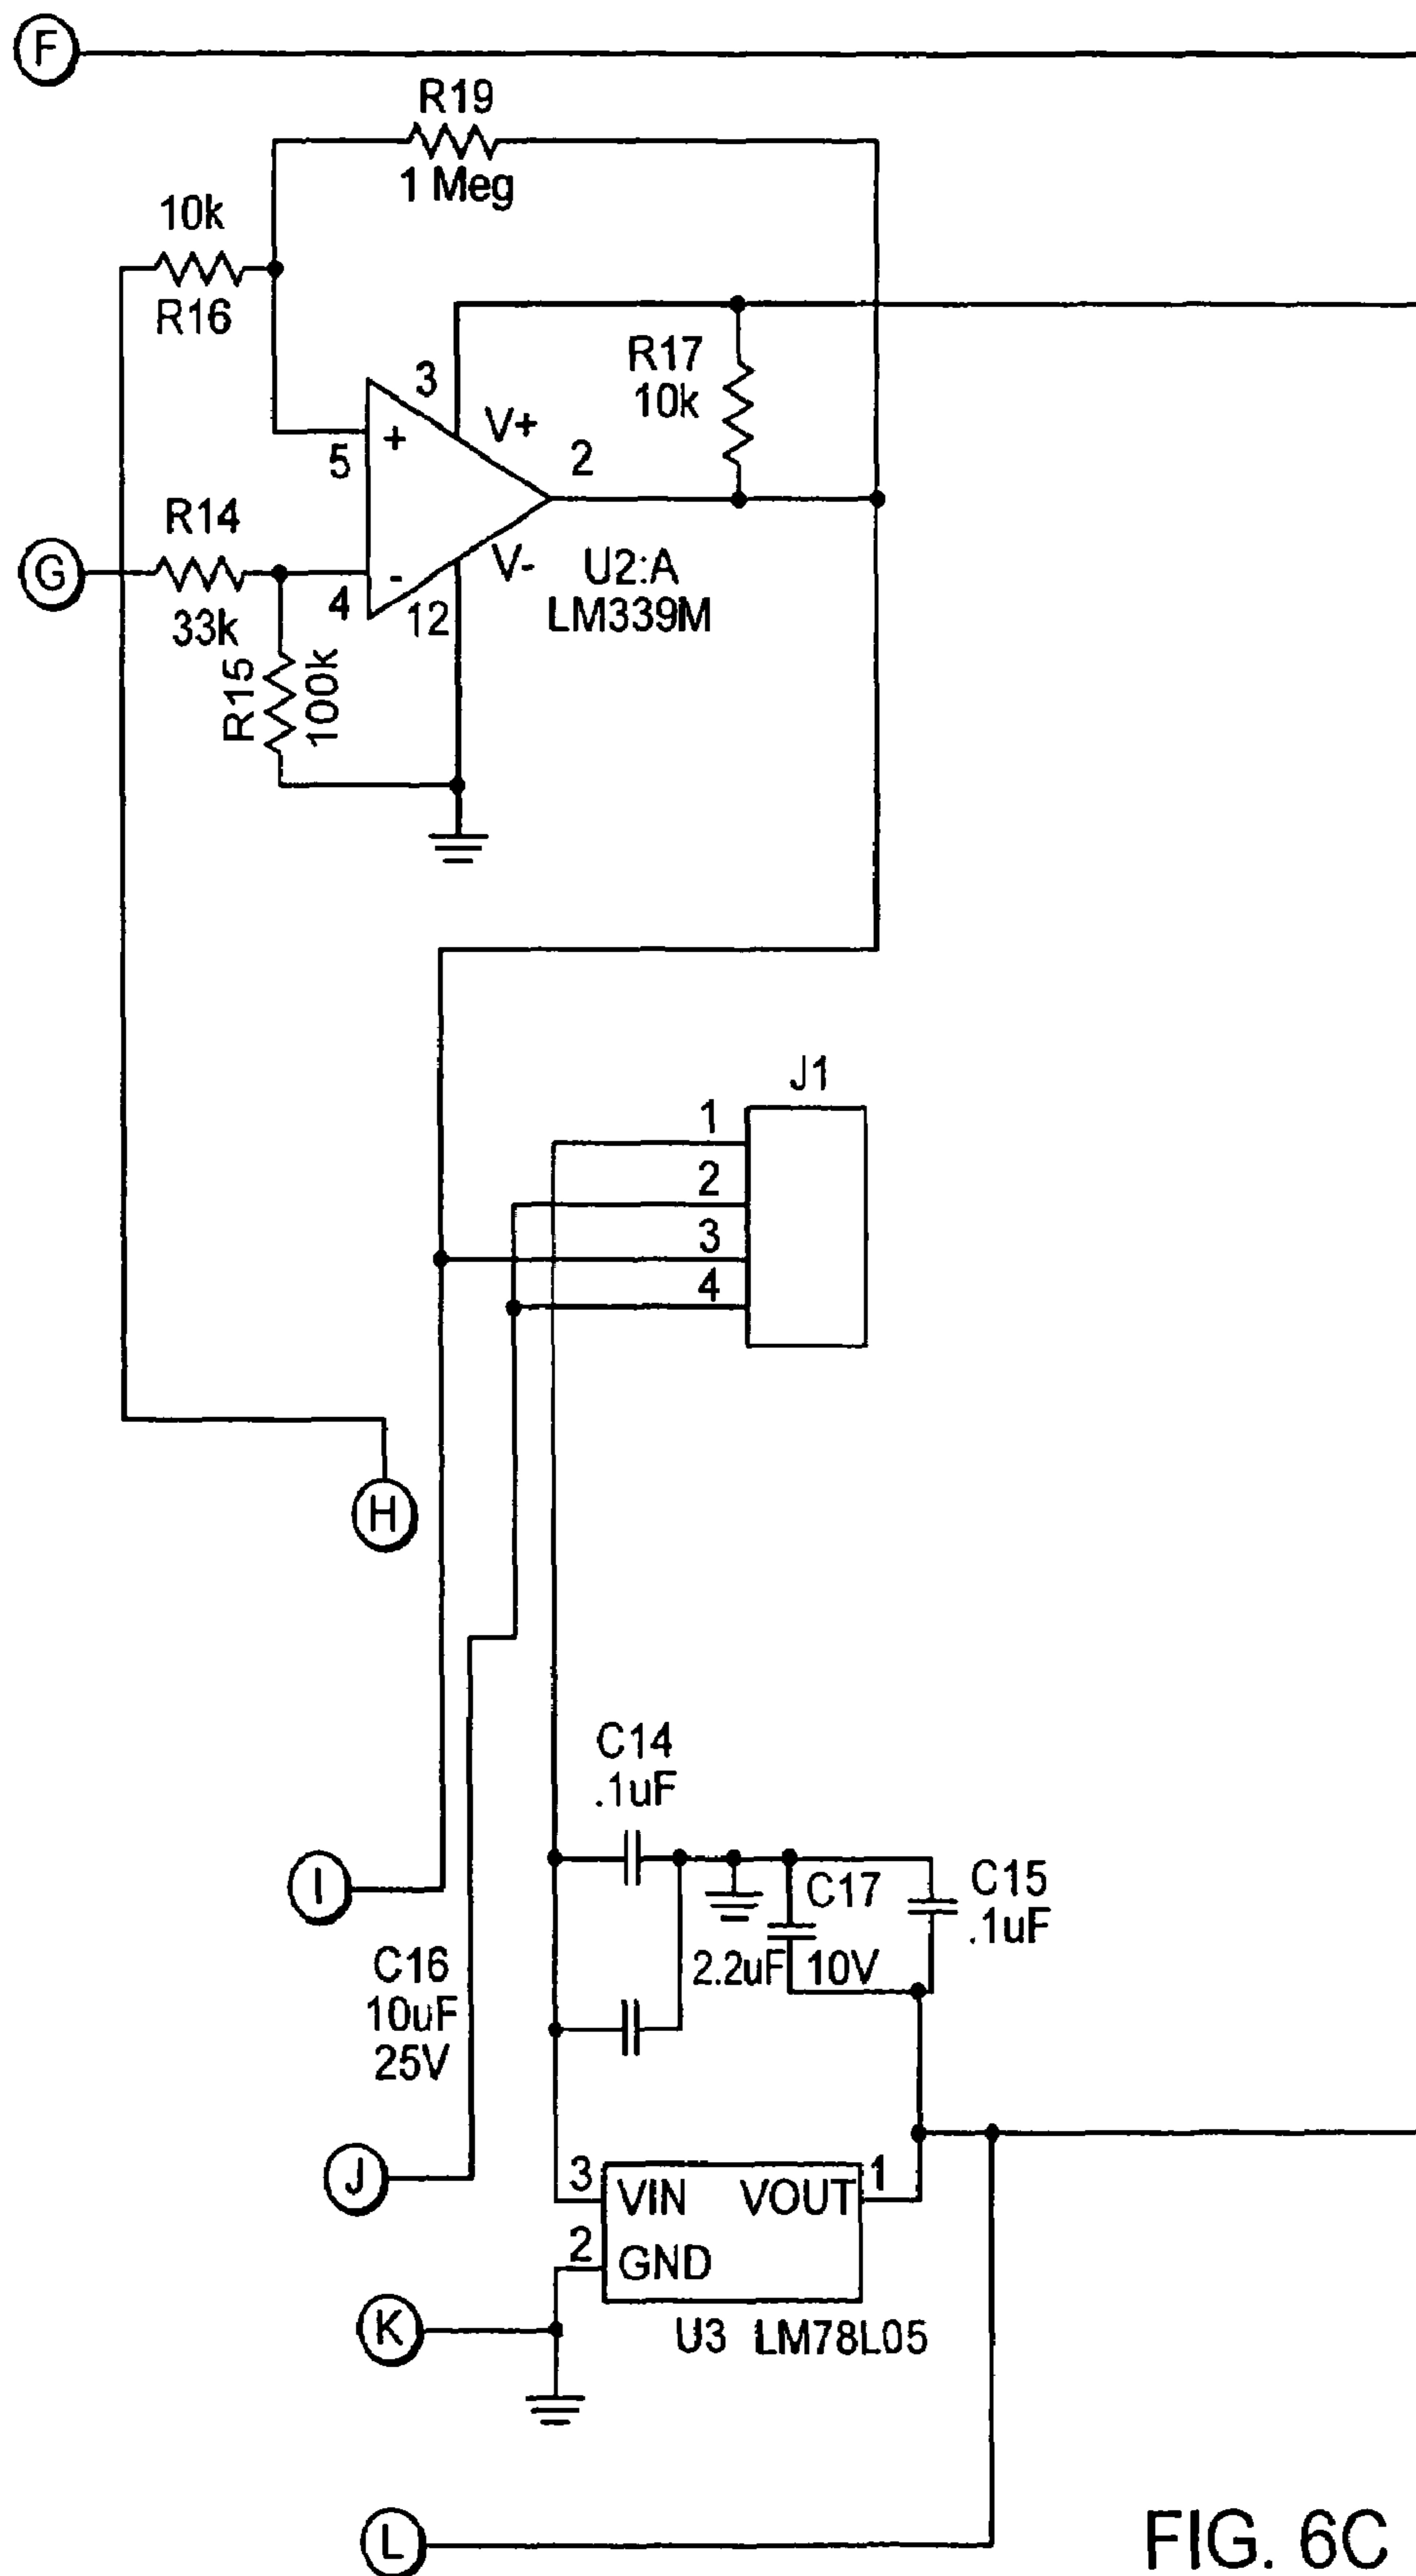 F
R19
1 Meg
10k
R16
R17
10k
3
V+
+
5
2
R14
G
33k
-
4
12
V-
U2:A
LM339M
R15
100k
J1
1
2
3
4
H
C14
.1uF
I
C17
2.2uF 10V
C15
.1uF
C16
10uF
25V
J
3
VIN VOUT
1
2
GND
K
U3 LM78L05
L
FIG. 6C